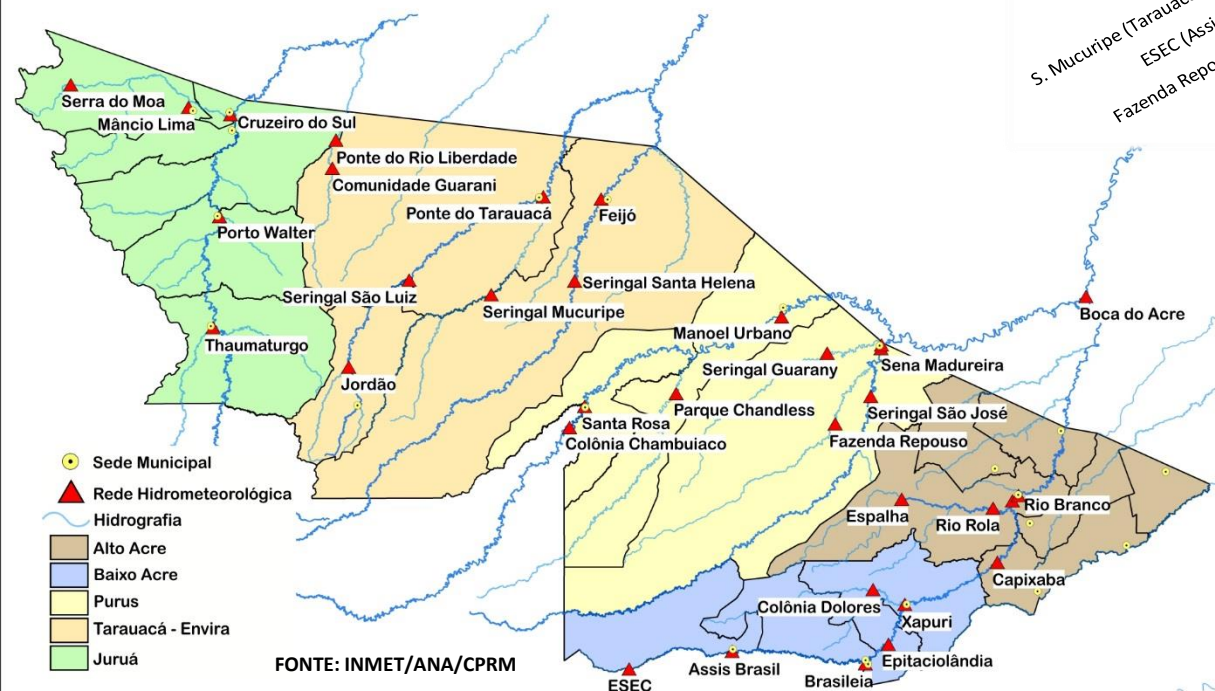 S. Mucuripe (Tarauac
ESEC (Assi
Fazenda Repo
Serra do Moa
Mâncio Lima
Cruzeiro do Sul
Ponte do Rio Liberdade
Comunidade Guarani
Ponte do Tarauacá
Feijó
Porto Walter
Seringal São Luiz
Seringal Mucuripe
Seringal Santa Helena
Thaumaturgo
Jordão
Manoel Urbano
Boca do Acre
Seringal Guarany
Sena Madureira
Parque Chandless
Seringal São José
Santa Rosa
Colônia Chambuiaco
Fazenda Repouso
Espalha
Rio Rola
Rio Branco
Capixaba
Colônia Dolores
Xapuri
Epitaciolândia
Assis Brasil
Brasileia
ESEC
Sede Municipal
Rede Hidrometeorológica
Hidrografia
Alto Acre
Baixo Acre
Purus
Tarauacá - Envira
Juruá
FONTE: INMET/ANA/CPRM